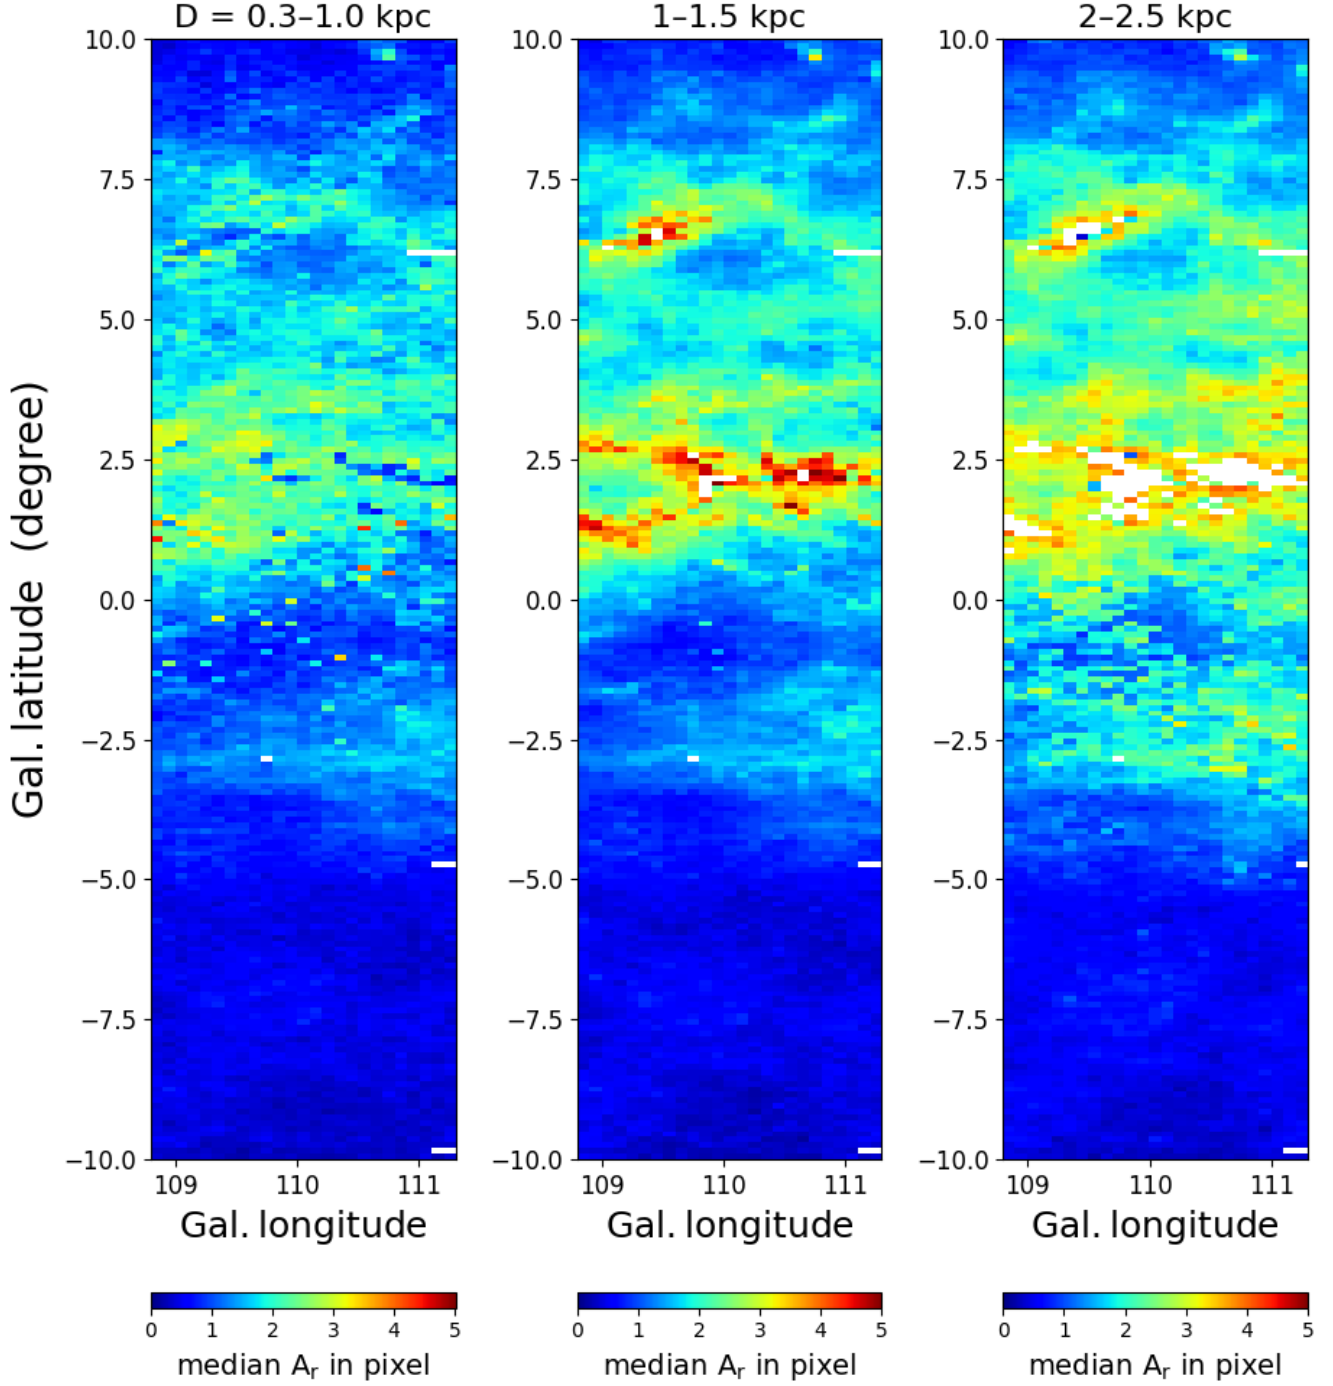 D = 0.3–1.0 kpc 1–1.5 kpc 2–2.5 kpc
10.0 10.0 10.0
7.5 7.5 7.5
5.0 5.0 5.0
2.5 2.5 2.5
0.0 0.0 0.0
−2.5 −2.5 −2.5
−5.0 −5.0 −5.0
−7.5 −7.5 −7.5
−10.0 −10.0 −10.0
Gal. latitude (degree)
109 110 111 109 110 111 109 110 111
Gal. longitude Gal. longitude Gal. longitude
0 1 2 3 4 5 0 1 2 3 4 5 0 1 2 3 4 5
median Aᵣ in pixel median Aᵣ in pixel median Aᵣ in pixel